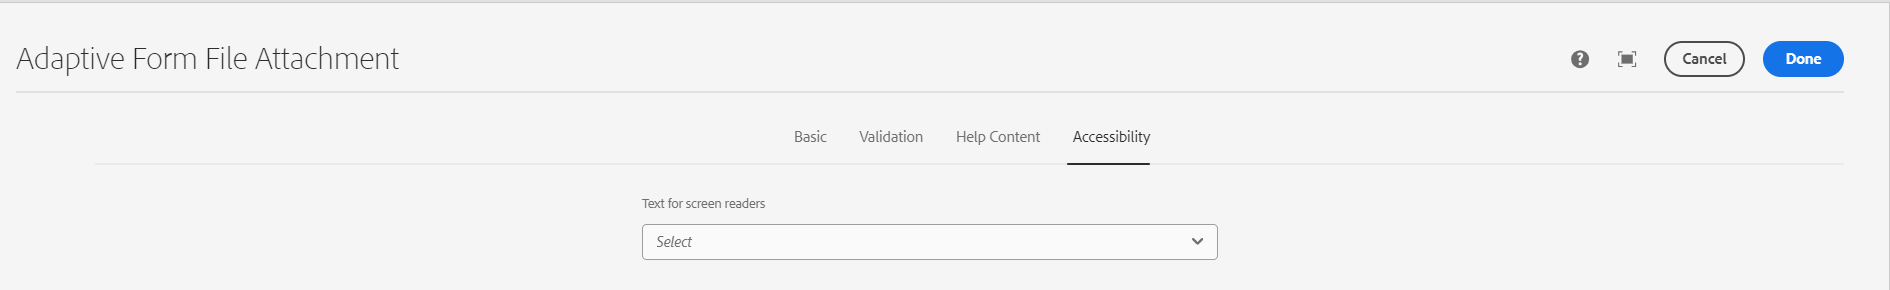 Adaptive Form File Attachment
Cancel
Done
Basic
Validation
Help Content
Accessibility
Text for screen readers
Select